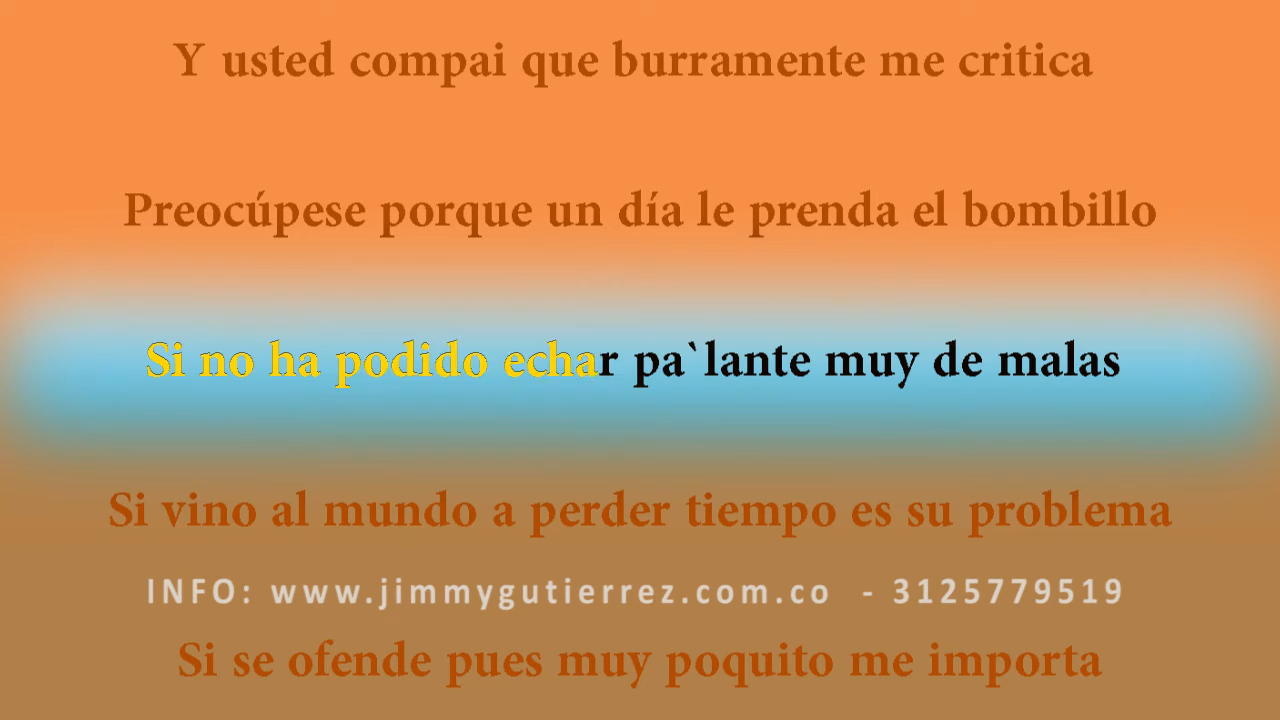 Y usted compai que burramente me critica
Preocúpese porque un día le prenda el bombillo
Si no ha podido echar pa`lante muy de malas
Si vino al mundo a perder tiempo es su problema
INFO: www.jimmygutierrez.com.co - 3125779519
Si se ofende pues muy poquito me importa